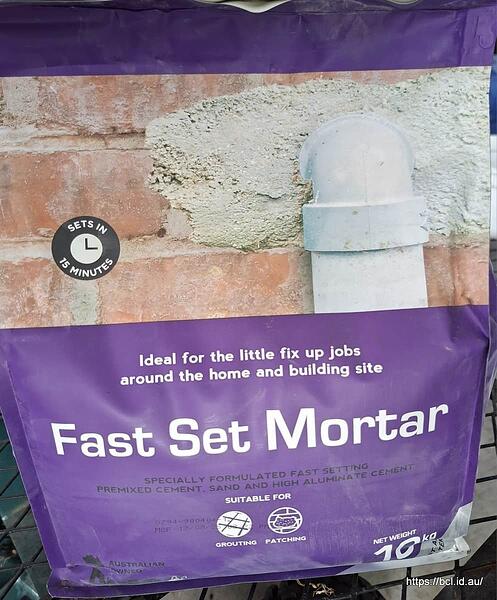 SETS IN
15 MINUTES
Ideal for the little fix up jobs
around the home and building site
Fast Set Mortar
SPECIALLY FORMULATED FAST SETTING
PREMIXED CEMENT, SAND AND HIGH ALUMINATE CEMENT
SUITABLE FOR
GROUTING PATCHING
NET WEIGHT
10kg
AUSTRALIAN
OWNED
https://bcl.id.au/